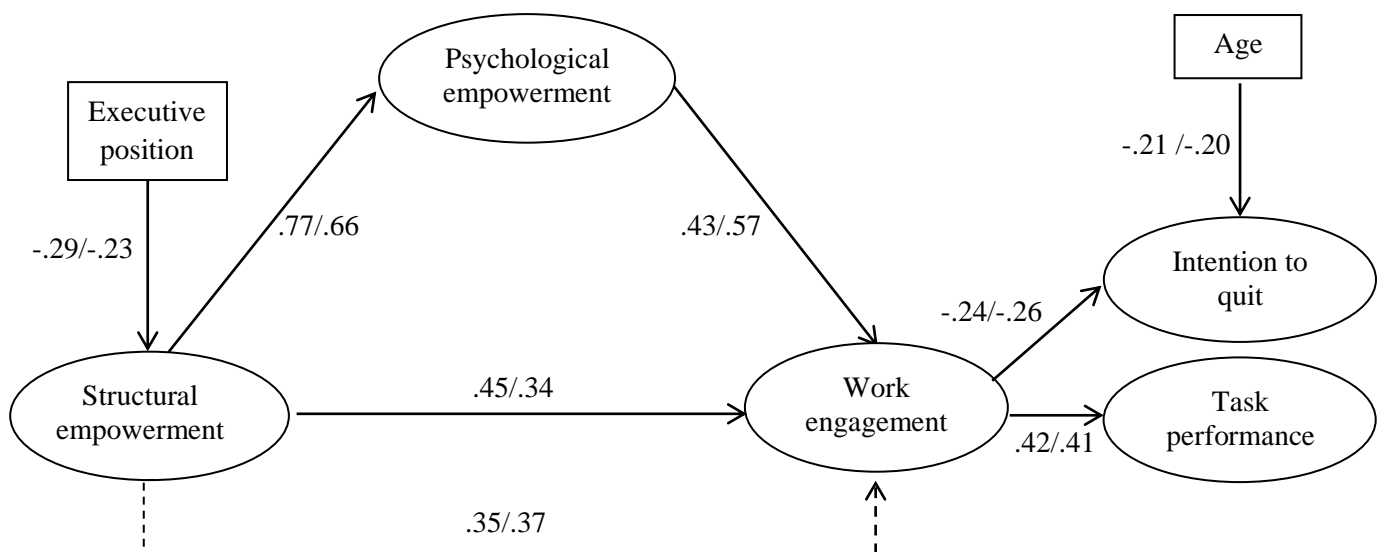 Psychological
empowerment
Age
Executive
position
-.21 /-.20
.77/.66
.43/.57
-.29/-.23
Intention to
quit
-.24/-.26
Structural
empowerment
.45/.34
Work
engagement
Task
performance
.42/.41
.35/.37